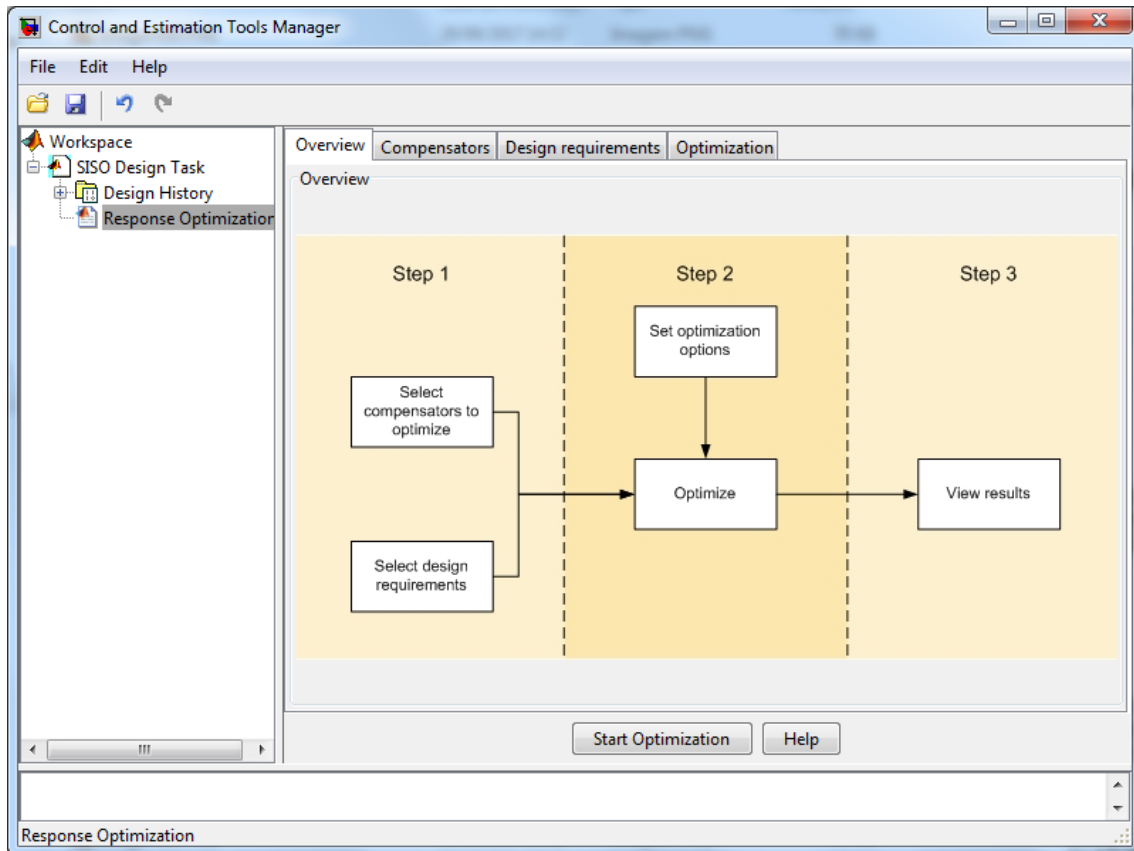 Control and Estimation Tools Manager
File Edit Help
Workspace
SISO Design Task
Design History
Response Optimization
Overview Compensators Design requirements Optimization
Overview
Step 1
Step 2
Step 3
Select
compensators to
optimize
Select design
requirements
Set optimization
options
Optimize
View results
Start Optimization Help
Response Optimization